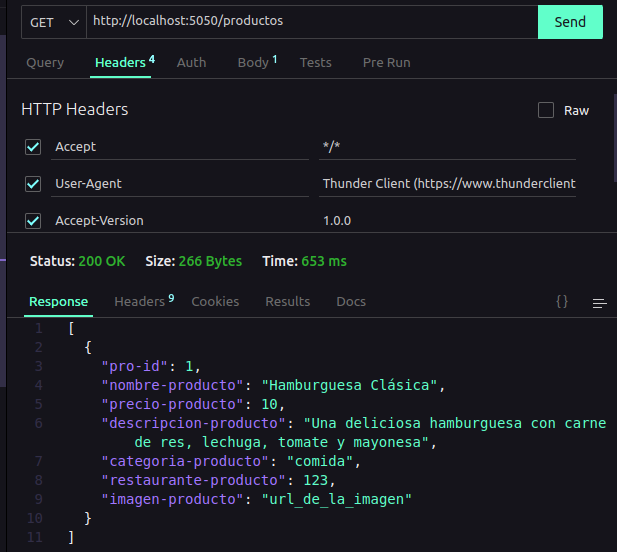 GET http://localhost:5050/productos Send
Query Headers 4 Auth Body 1 Tests Pre Run
HTTP Headers Raw
Accept */*
User-Agent Thunder Client (https://www.thunderclient
Accept-Version 1.0.0
Status: 200 OK Size: 266 Bytes Time: 653 ms
Response Headers 9 Cookies Results Docs {}
1 [
2 {
3 "pro-id": 1,
4 "nombre-producto": "Hamburguesa Clásica",
5 "precio-producto": 10,
6 "descripcion-producto": "Una deliciosa hamburguesa con carne
de res, lechuga, tomate y mayonesa",
7 "categoria-producto": "comida",
8 "restaurante-producto": 123,
9 "imagen-producto": "url_de_la_imagen"
10 }
11 ]